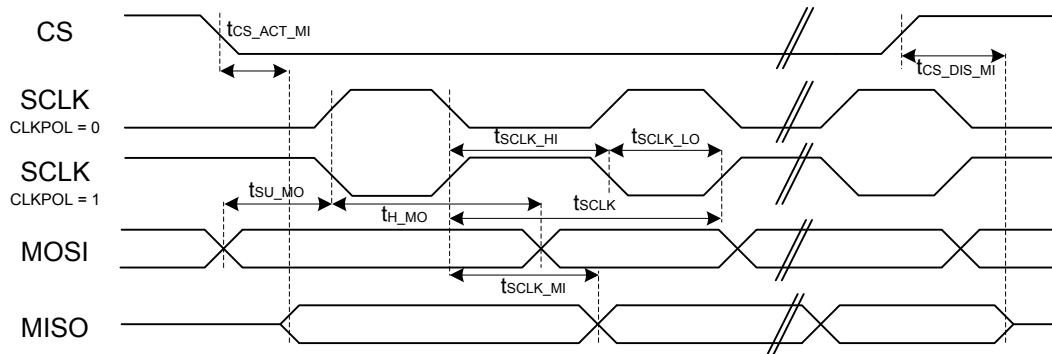 CS
tCS_ACT_MI
tCS_DIS_MI
SCLK
CLKPOL = 0
tSCLK_HI
tSCLK_LO
SCLK
CLKPOL = 1
tSU_MO
tH_MO
tSCLK
MOSI
tSCLK_MI
MISO